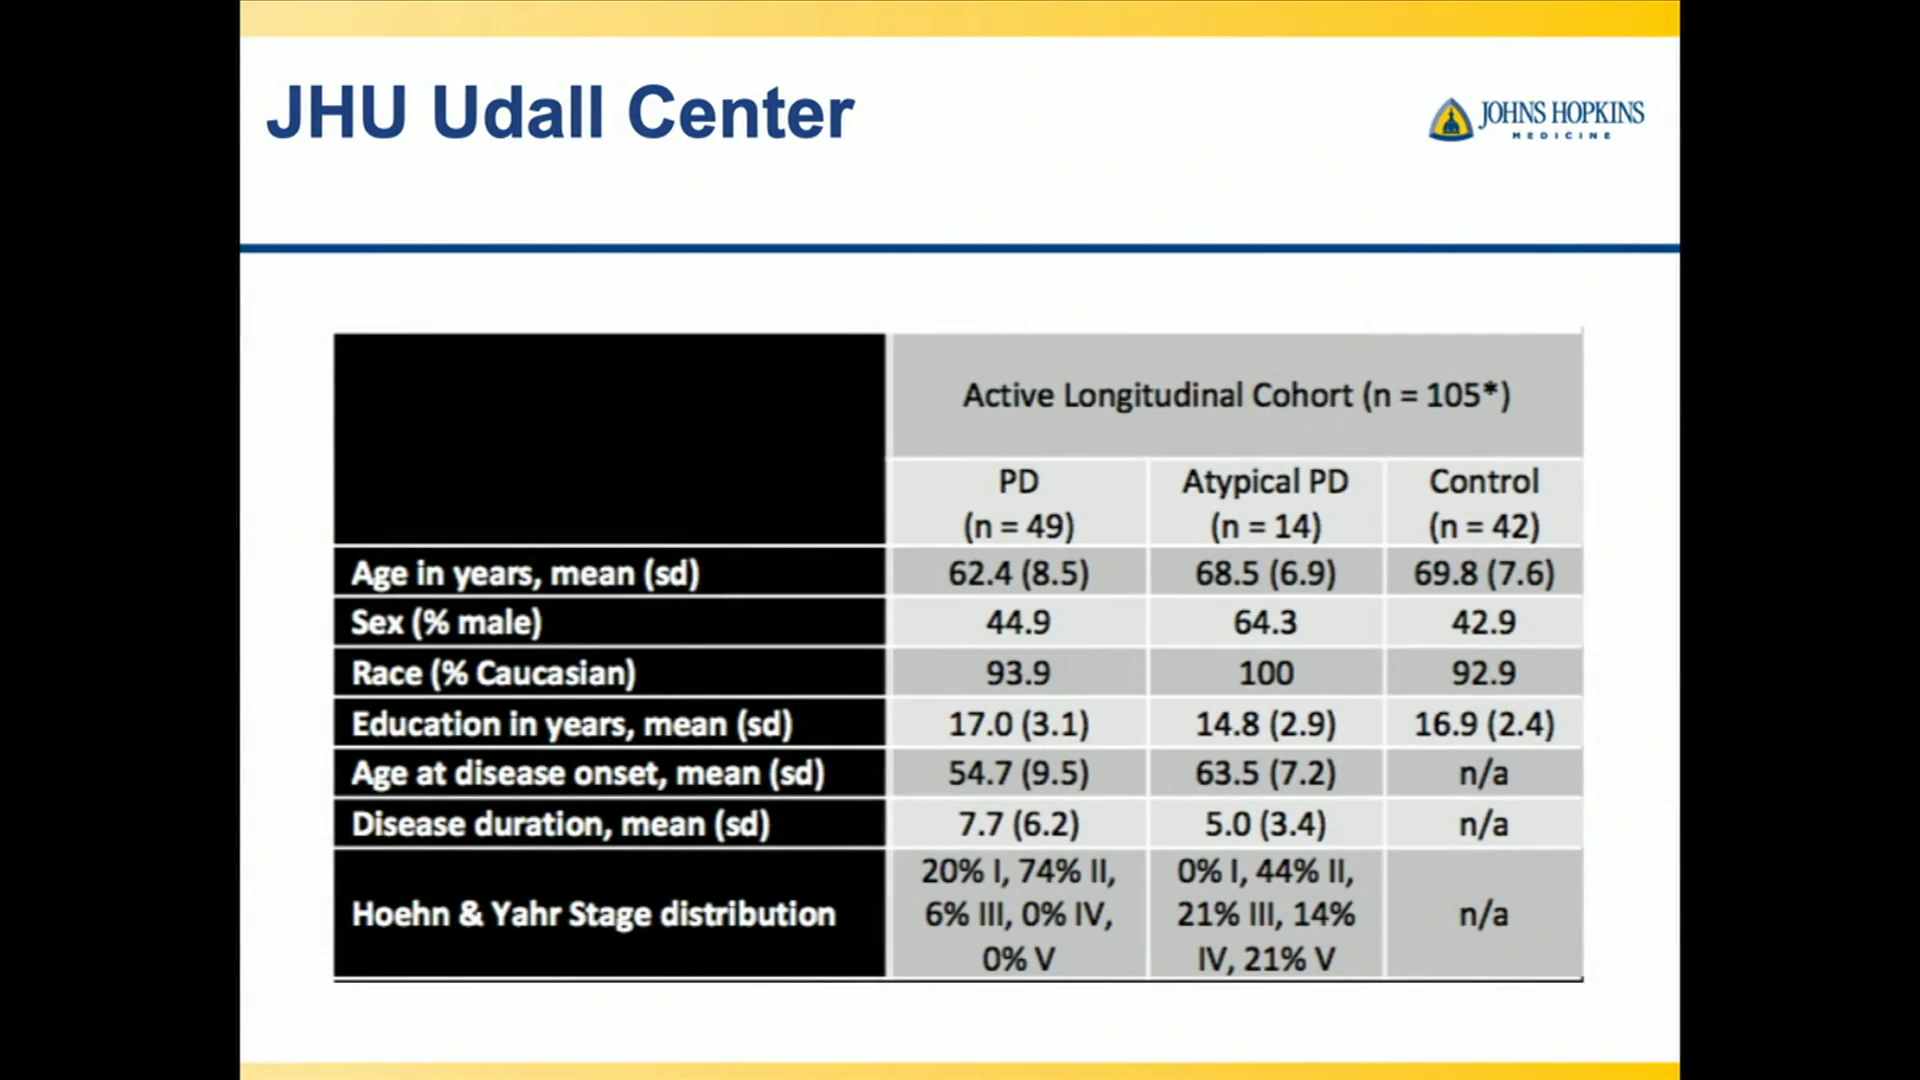 JHU Udall Center
JOHNS HOPKINS
MEDICINE
Active Longitudinal Cohort (n = 105*)
PD
(n = 49)
Atypical PD
(n = 14)
Control
(n = 42)
Age in years, mean (sd) 62.4 (8.5) 68.5 (6.9) 69.8 (7.6)
Sex (% male) 44.9 64.3 42.9
Race (% Caucasian) 93.9 100 92.9
Education in years, mean (sd) 17.0 (3.1) 14.8 (2.9) 16.9 (2.4)
Age at disease onset, mean (sd) 54.7 (9.5) 63.5 (7.2) n/a
Disease duration, mean (sd) 7.7 (6.2) 5.0 (3.4) n/a
Hoehn & Yahr Stage distribution
20% I, 74% II,
6% III, 0% IV,
0% V
0% I, 44% II,
21% III, 14%
IV, 21% V
n/a